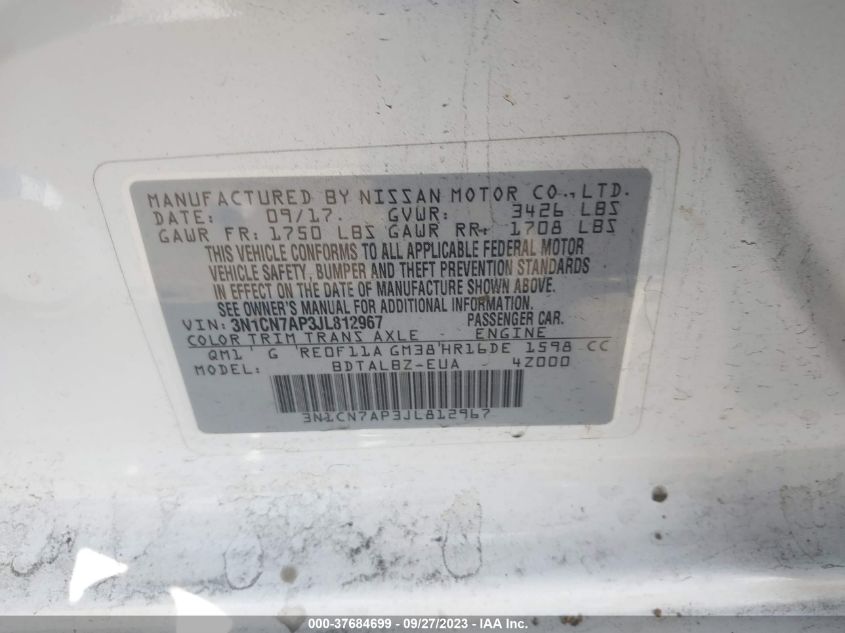 MANUFACTURED BY NISSAN MOTOR CO., LTD.
DATE: 09/17. GVWR: 3426 LBS
GAWR FR: 1750 LBS GAWR RR: 1708 LBS
THIS VEHICLE CONFORMS TO ALL APPLICABLE FEDERAL MOTOR
VEHICLE SAFETY, BUMPER AND THEFT PREVENTION STANDARDS
IN EFFECT ON THE DATE OF MANUFACTURE SHOWN ABOVE.
SEE OWNER'S MANUAL FOR ADDITIONAL INFORMATION.
VIN: 3N1CN7AP3JL812967 PASSENGER CAR.
COLOR TRIM TRANS AXLE ENGINE
QM1 G RE0F11A GM38 HR16DE 1598 CC
MODEL: BDTALBZ-EUA - 4Z000
3N1CN7AP3JL812967
000-37684699 - 09/27/2023 - IAA Inc.